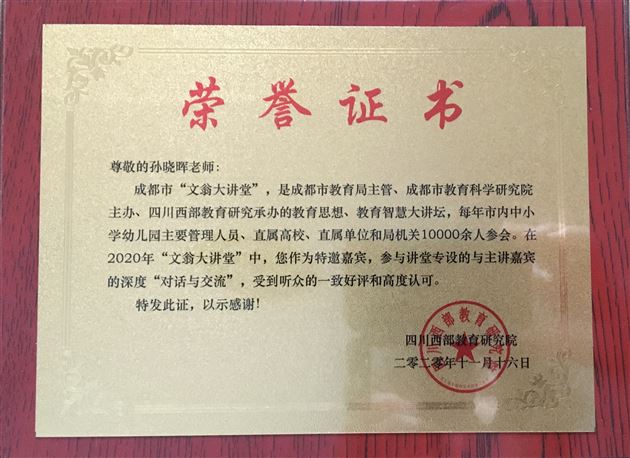 荣誉证书
尊敬的孙晓晖老师：
成都市“文翁大讲堂”，是成都市教育局主管、成都市教育科学研究院
主办、四川西部教育研究承办的教育思想、教育智慧大讲坛，每年市内中小
学幼儿园主要管理人员、直属高校、直属单位和局机关10000余人参会。在
2020年“文翁大讲堂”中，您作为特邀嘉宾，参与讲堂专设的与主讲嘉宾
的深度“对话与交流”，受到听众的一致好评和高度认可。
特发此证，以示感谢！
四川西部教育研究院
二零二零年十一月十六日
四川西部教育研究院